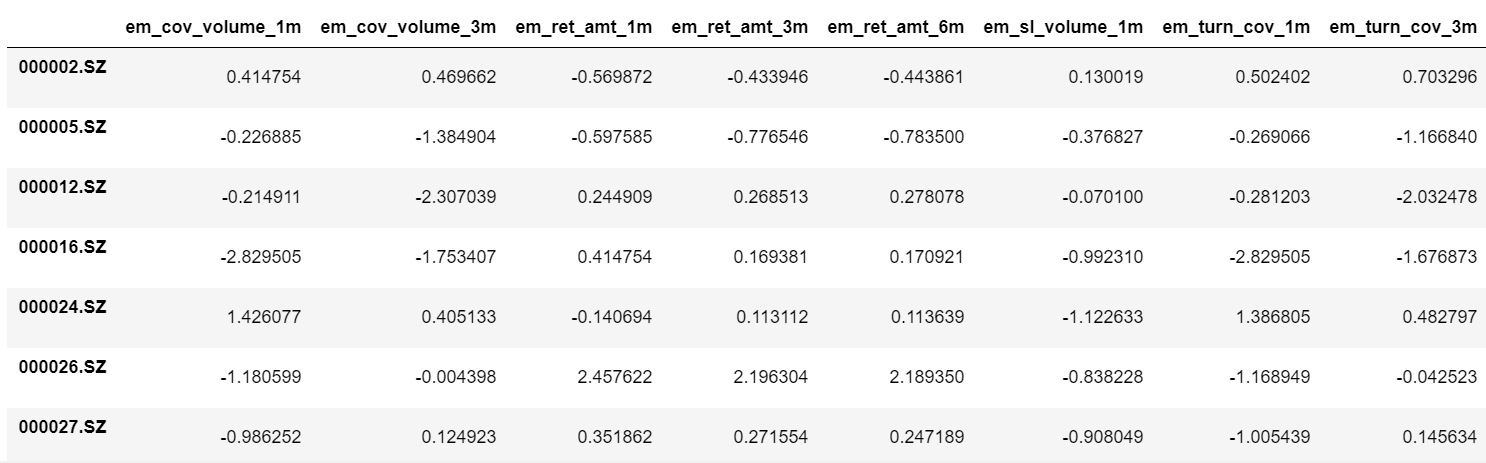 em_cov_volume_1m em_cov_volume_3m em_ret_amt_1m em_ret_amt_3m em_ret_amt_6m em_sl_volume_1m em_turn_cov_1m em_turn_cov_3m
000002.SZ 0.414754 0.469662 -0.569872 -0.433946 -0.443861 0.130019 0.502402 0.703296
000005.SZ -0.226885 -1.384904 -0.597585 -0.776546 -0.783500 -0.376827 -0.269066 -1.166840
000012.SZ -0.214911 -2.307039 0.244909 0.268513 0.278078 -0.070100 -0.281203 -2.032478
000016.SZ -2.829505 -1.753407 0.414754 0.169381 0.170921 -0.992310 -2.829505 -1.676873
000024.SZ 1.426077 0.405133 -0.140694 0.113112 0.113639 -1.122633 1.386805 0.482797
000026.SZ -1.180599 -0.004398 2.457622 2.196304 2.189350 -0.838228 -1.168949 -0.042523
000027.SZ -0.986252 0.124923 0.351862 0.271554 0.247189 -0.908049 -1.005439 0.145634